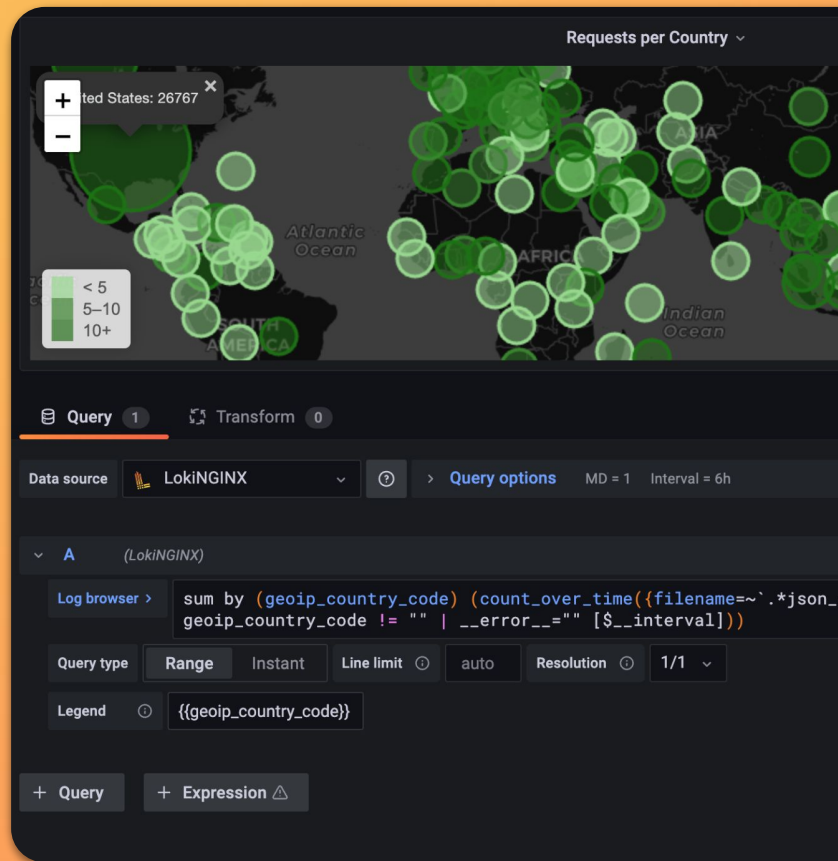 Requests per Country
+
ted States: 26767 ×
−
ASIA
Atlantic
Ocean
AFRIC
< 5
5–10
10+
Indian
Ocean
SOUTH
AMERICA
Query 1 Transform 0
Data source LokiNGINX Query options MD = 1 Interval = 6h
A (LokiNGINX)
Log browser > sum by (geoip_country_code) (count_over_time({filename=~`.*json_
geoip_country_code != "" | __error__="" [$__interval]))
Query type Range Instant Line limit auto Resolution 1/1
Legend {{geoip_country_code}}
+ Query + Expression